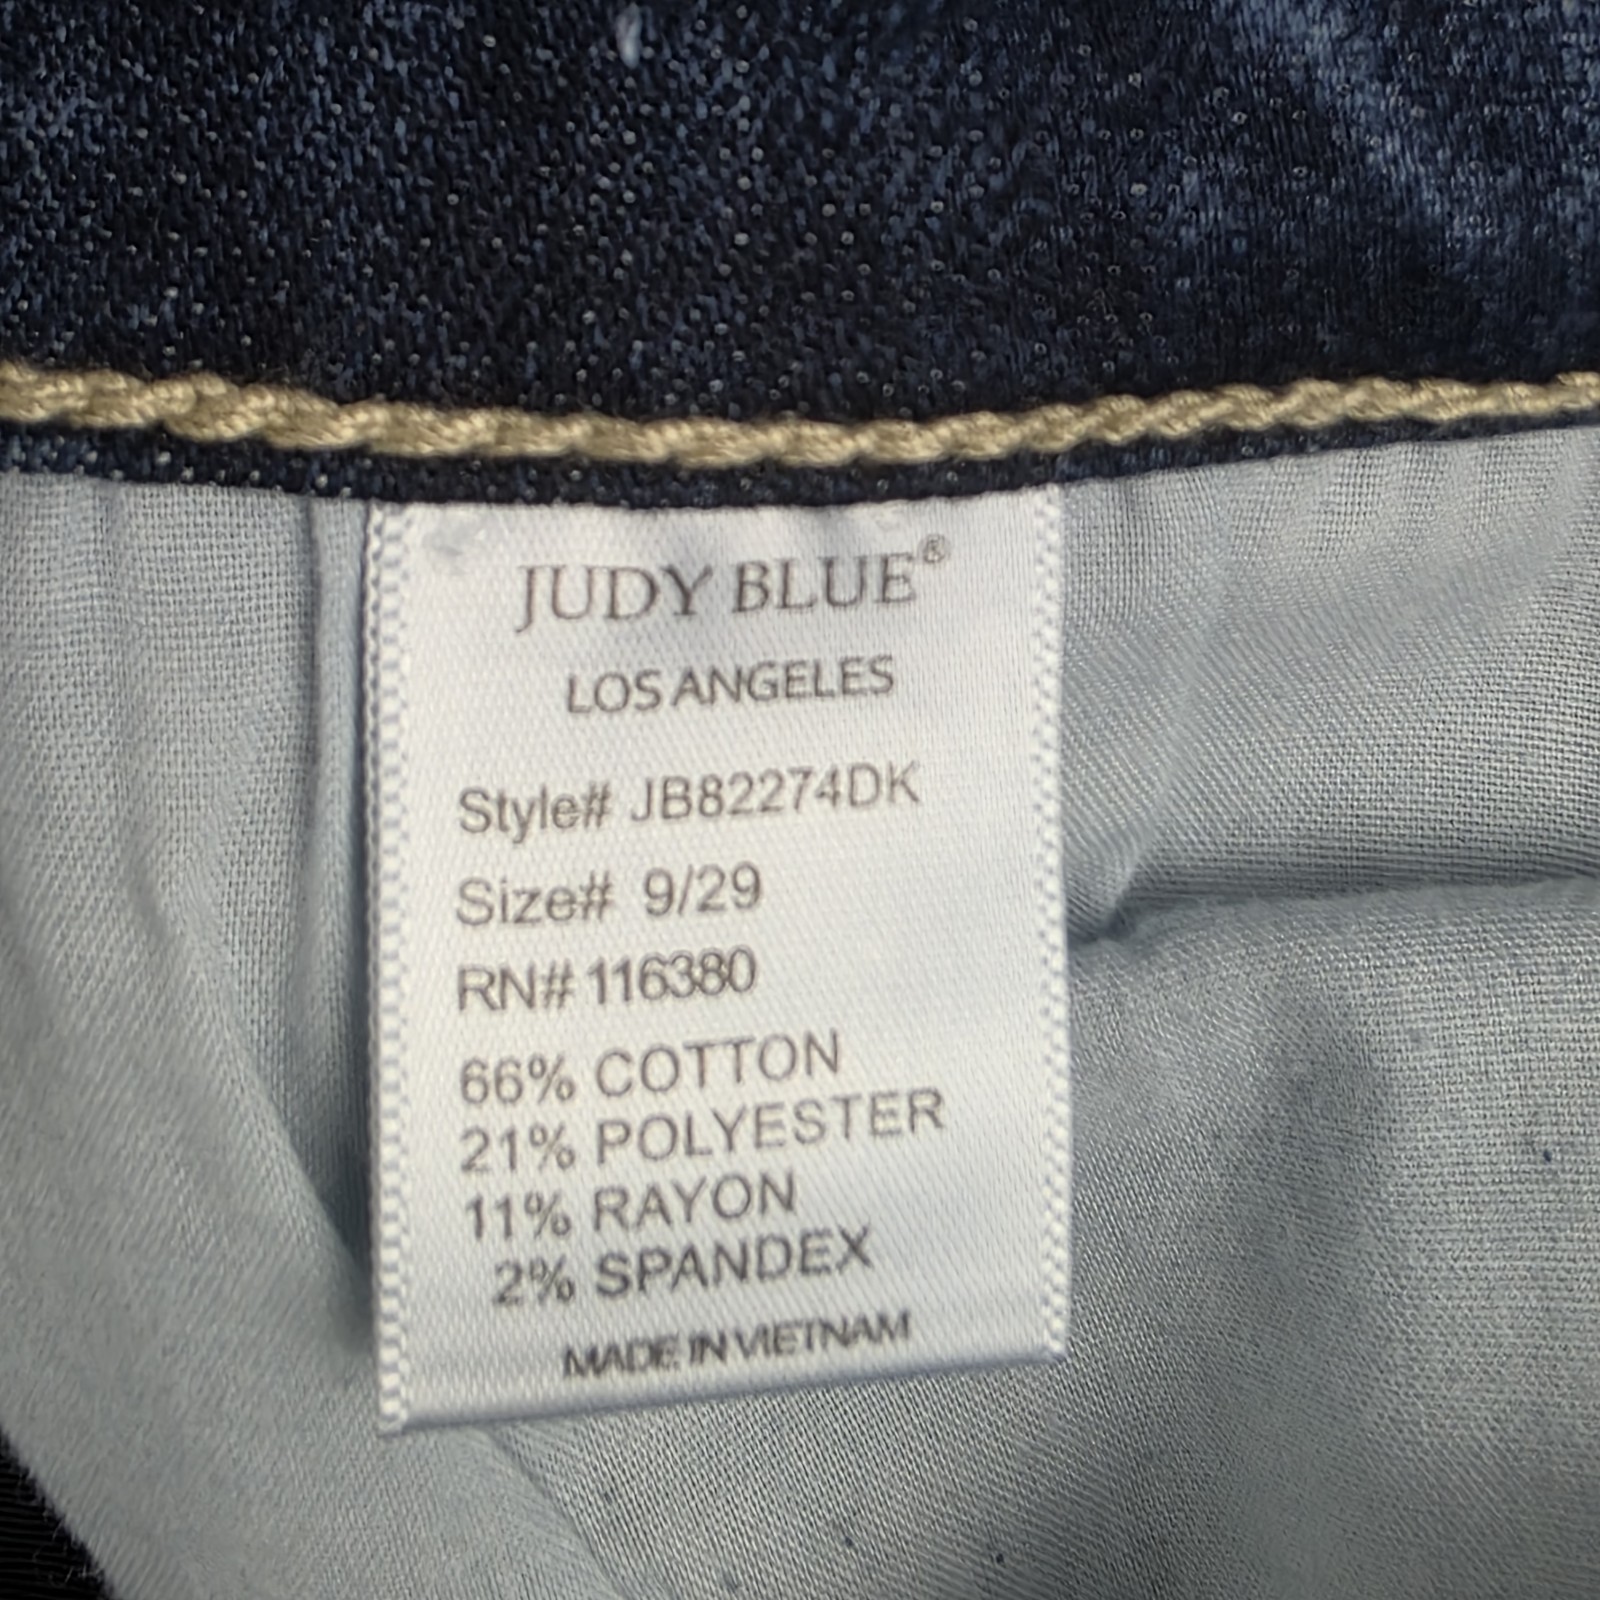 JUDY BLUE®
LOS ANGELES
Style# JB82274DK
Size# 9/29
RN# 116380
66% COTTON
21% POLYESTER
11% RAYON
2% SPANDEX
MADE IN VIETNAM